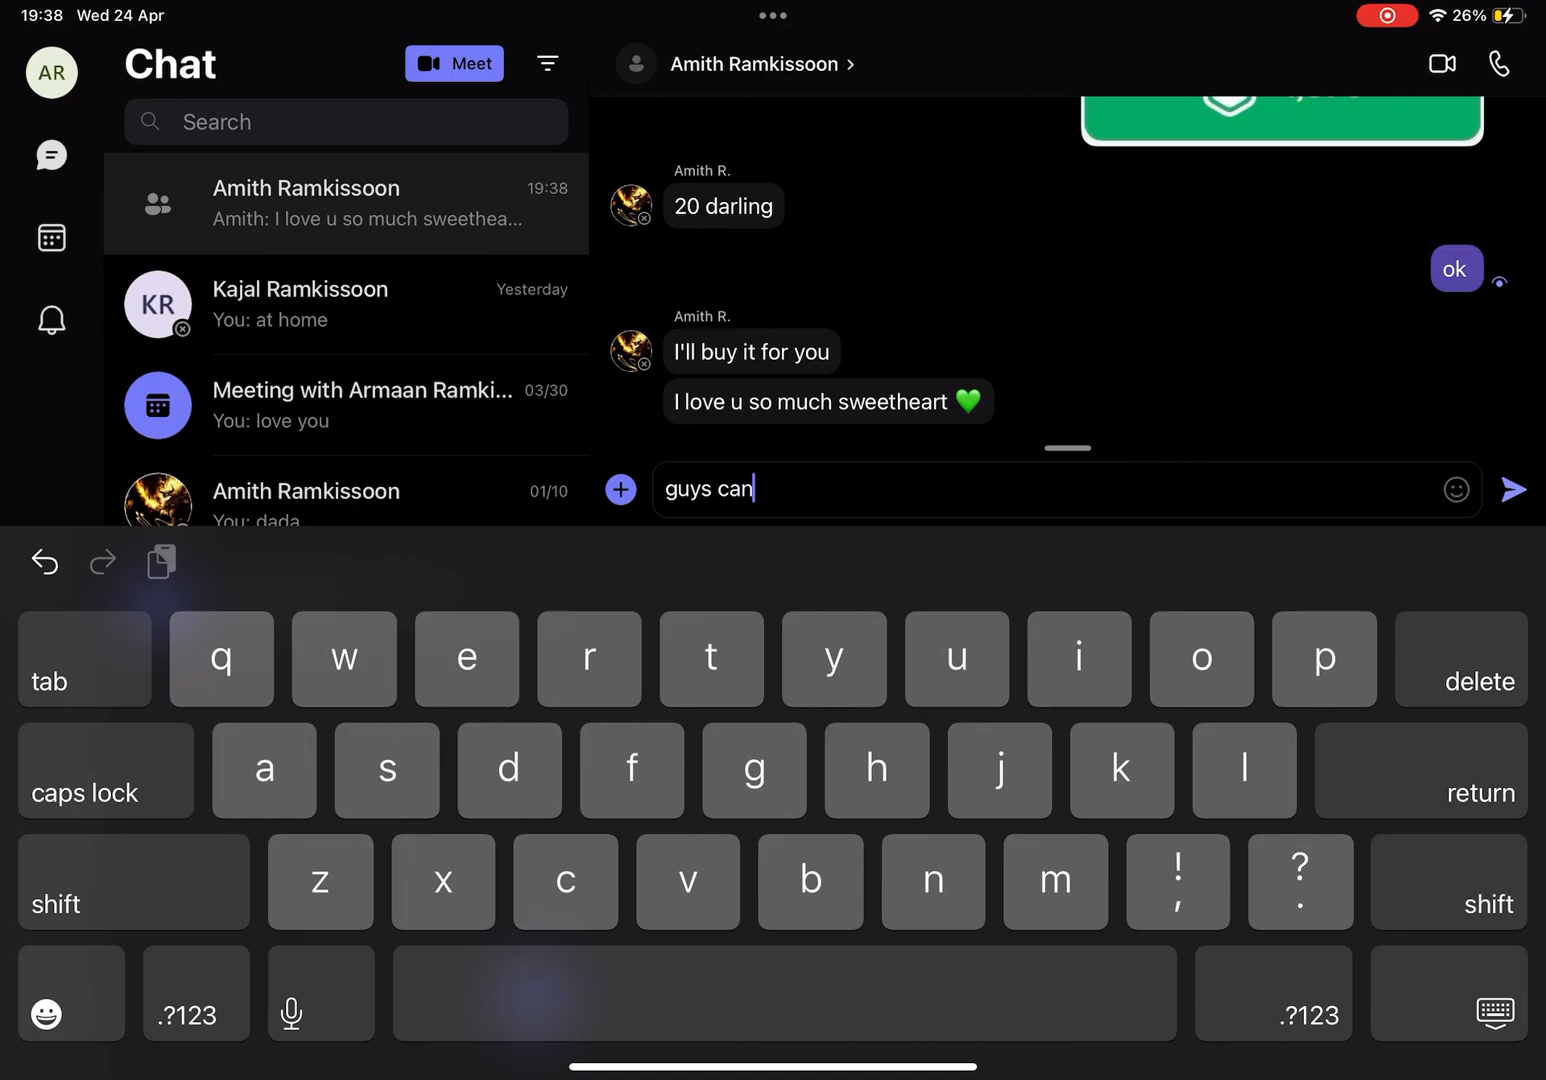 19:38 Wed 24 Apr
26%
AR
Chat
Meet
Search
Amith Ramkissoon
19:38
Amith: I love u so much sweethea...
KR
Kajal Ramkissoon
Yesterday
You: at home
Meeting with Armaan Ramki...
03/30
You: love you
Amith Ramkissoon
01/10
You: dada
Amith Ramkissoon >
Amith R.
20 darling
ok
Amith R.
I'll buy it for you
I love u so much sweetheart 💚
guys can
tab q w e r t y u i o p delete
caps lock a s d f g h j k l return
shift z x c v b n m ! , ? . shift
.?123 .?123